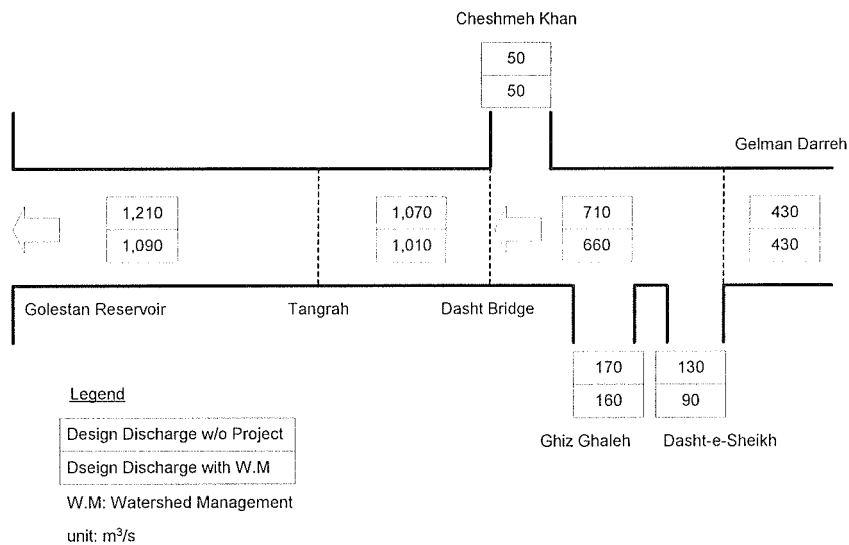 Cheshmeh Khan
50
50
Gelman Darreh
1,210
1,090
1,070
1,010
710
660
430
430
Golestan Reservoir
Tangrah
Dasht Bridge
170
160
130
90
Ghiz Ghaleh
Dasht-e-Sheikh
Legend
Design Discharge w/o Project
Dseign Discharge with W.M
W.M: Watershed Management
unit: m³/s